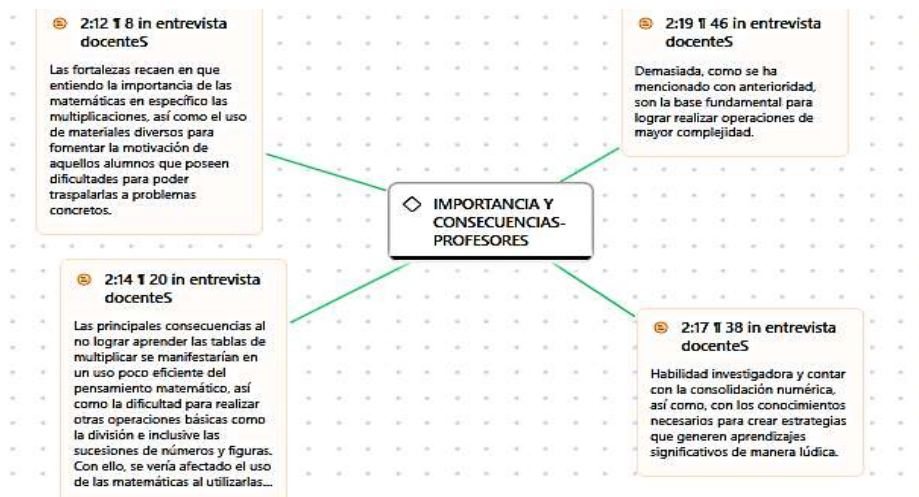 2:12 ¶ 8 in entrevista
docenteS
Las fortalezas recaen en que
entiendo la importancia de las
matemáticas en específico las
multiplicaciones, así como el uso
de materiales diversos para
fomentar la motivación de
aquellos alumnos que poseen
dificultades para poder
traspalarlas a problemas
concretos.
2:19 ¶ 46 in entrevista
docenteS
Demasiada, como se ha
mencionado con anterioridad,
son la base fundamental para
lograr realizar operaciones de
mayor complejidad.
IMPORTANCIA Y
CONSECUENCIAS-
PROFESORES
2:14 ¶ 20 in entrevista
docenteS
Las principales consecuencias al
no lograr aprender las tablas de
multiplicar se manifestarían en
un uso poco eficiente del
pensamiento matemático, así
como la dificultad para realizar
otras operaciones básicas como
la división e inclusive las
sucesiones de números y figuras.
Con ello, se vería afectado el uso
de las matemáticas al utilizarlas...
2:17 ¶ 38 in entrevista
docenteS
Habilidad investigadora y contar
con la consolidación numérica,
así como, con los conocimientos
necesarios para crear estrategias
que generen aprendizajes
significativos de manera lúdica.